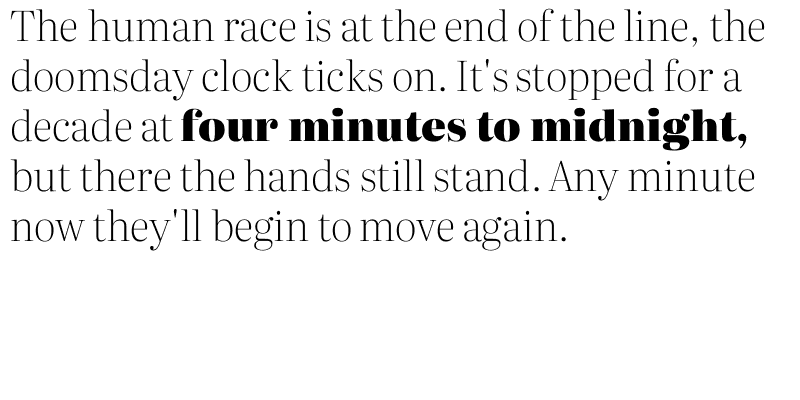 The human race is at the end of the line, the
doomsday clock ticks on. It's stopped for a
decade at four minutes to midnight,
but there the hands still stand. Any minute
now they'll begin to move again.